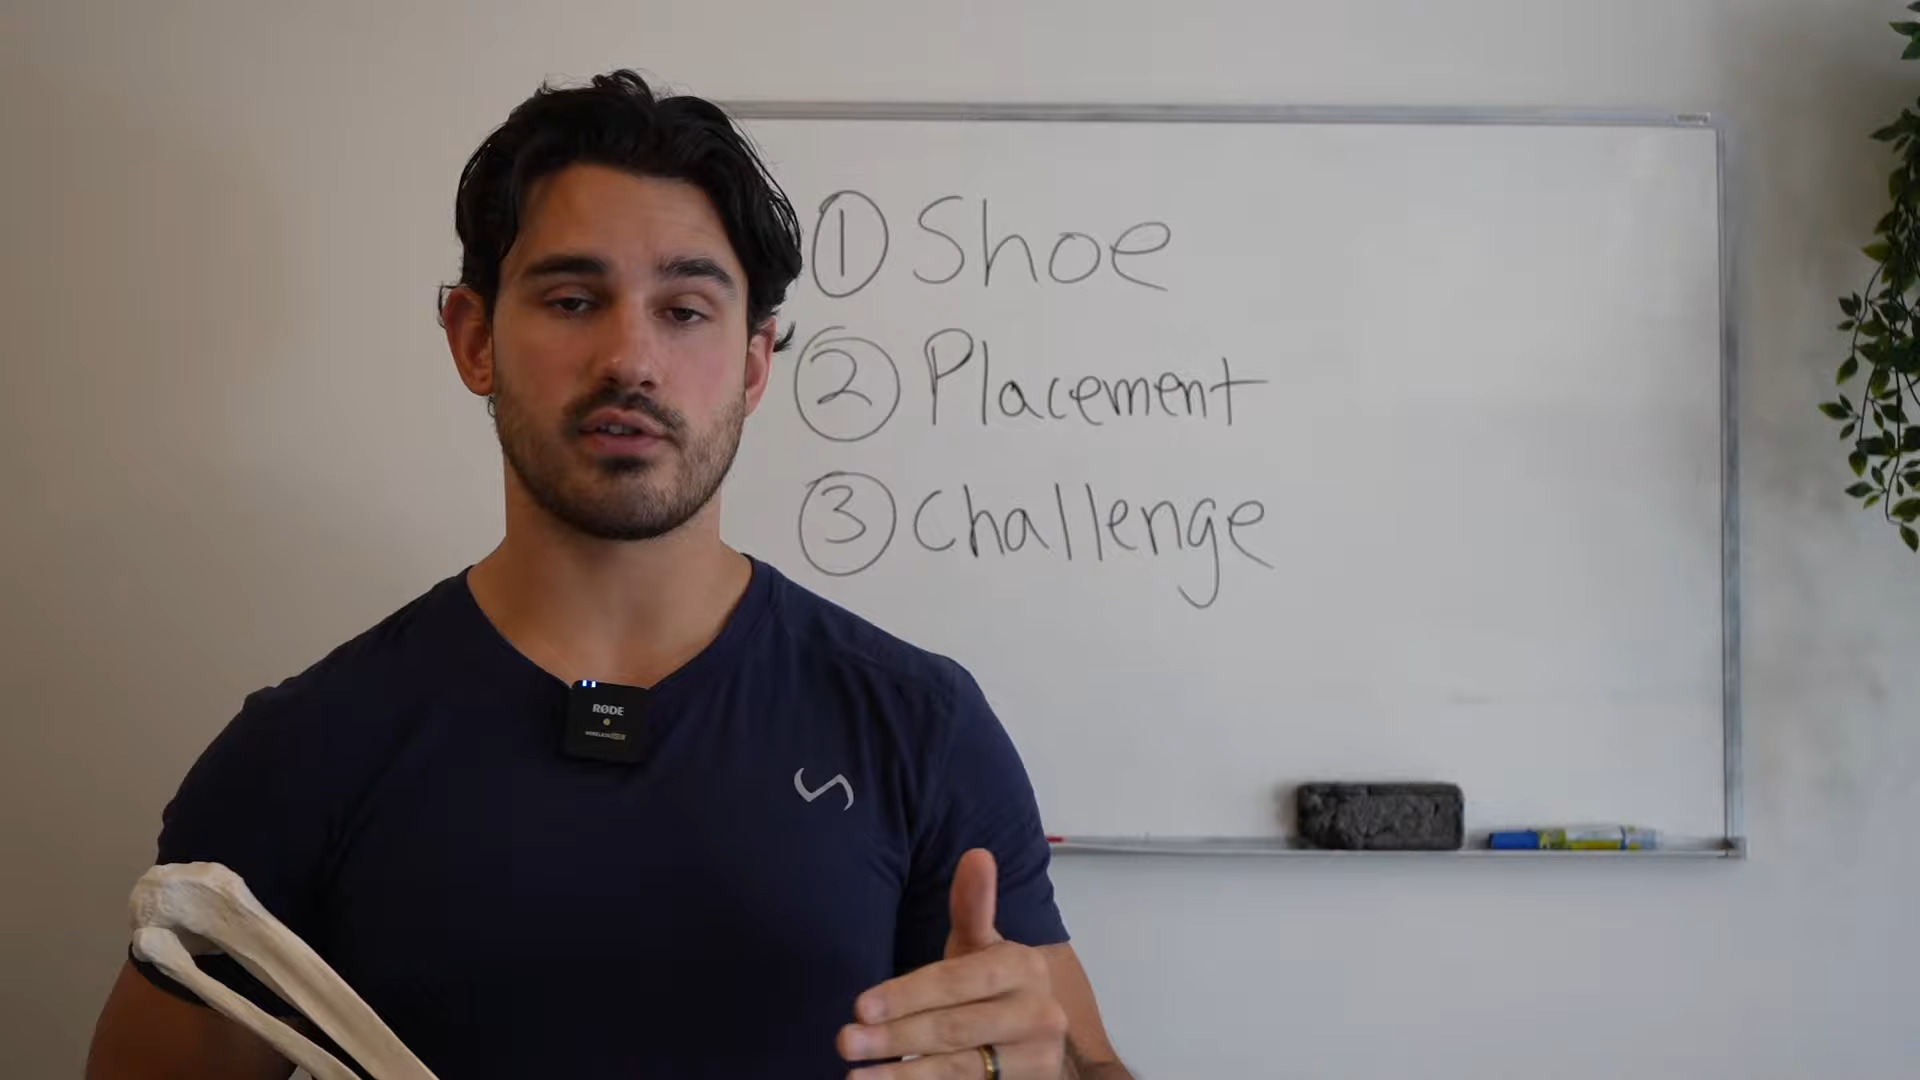 ① Shoe
② Placement
③ Challenge
RØDE